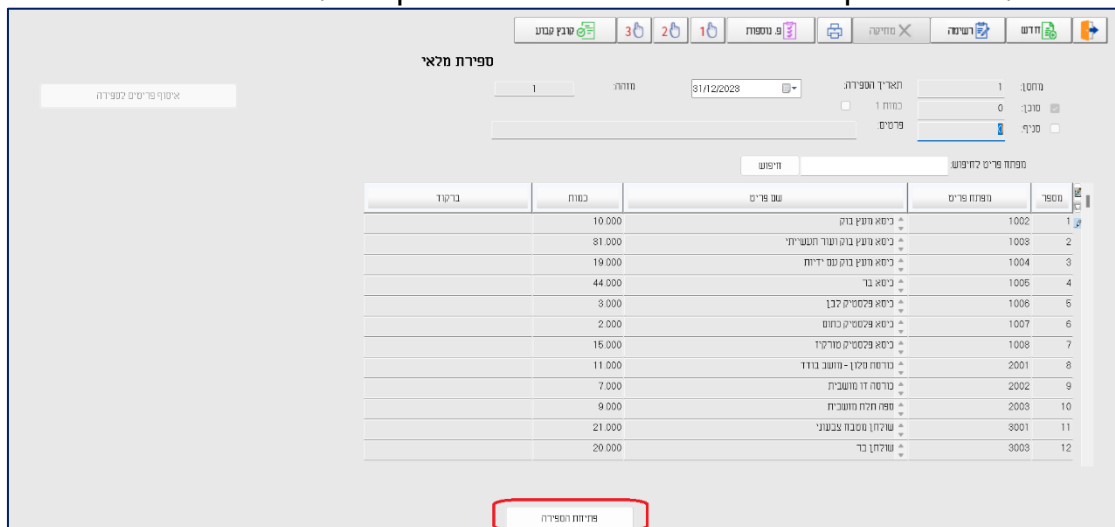 חדש רשימה מחיקה פ. נוספות 1 2 3 קובץ קבוע
ספירת מלאי
מחסן: 1 תאריך הספירה: 31/12/2023 מזהה: 1
איסוף פריטים לספירה
סוכן: 0 כמות 1
סניף: 0 פרטים:
מפתח פריט לחיפוש: חיפוש
מספר מפתח פריט שם פריט כמות ברקוד
1 1002 כיסא מעץ בוק 10.000
2 1003 כיסא מעץ בוק ועור תעשייתי 31.000
3 1004 כיסא מעץ בוק עם ידיות 19.000
4 1005 כיסא בר 44.000
5 1006 כיסא פלסטיק לבן 3.000
6 1007 כיסא פלסטיק כתום 2.000
7 1008 כיסא פלסטיק טורקיז 15.000
8 2001 כורסת סלון - מושב בודד 11.000
9 2002 כורסה דו מושבית 7.000
10 2003 ספה תלת מושבית 9.000
11 3001 שולחן מטבח צבעוני 21.000
12 3003 שולחן בר 20.000
פתיחת הספירה